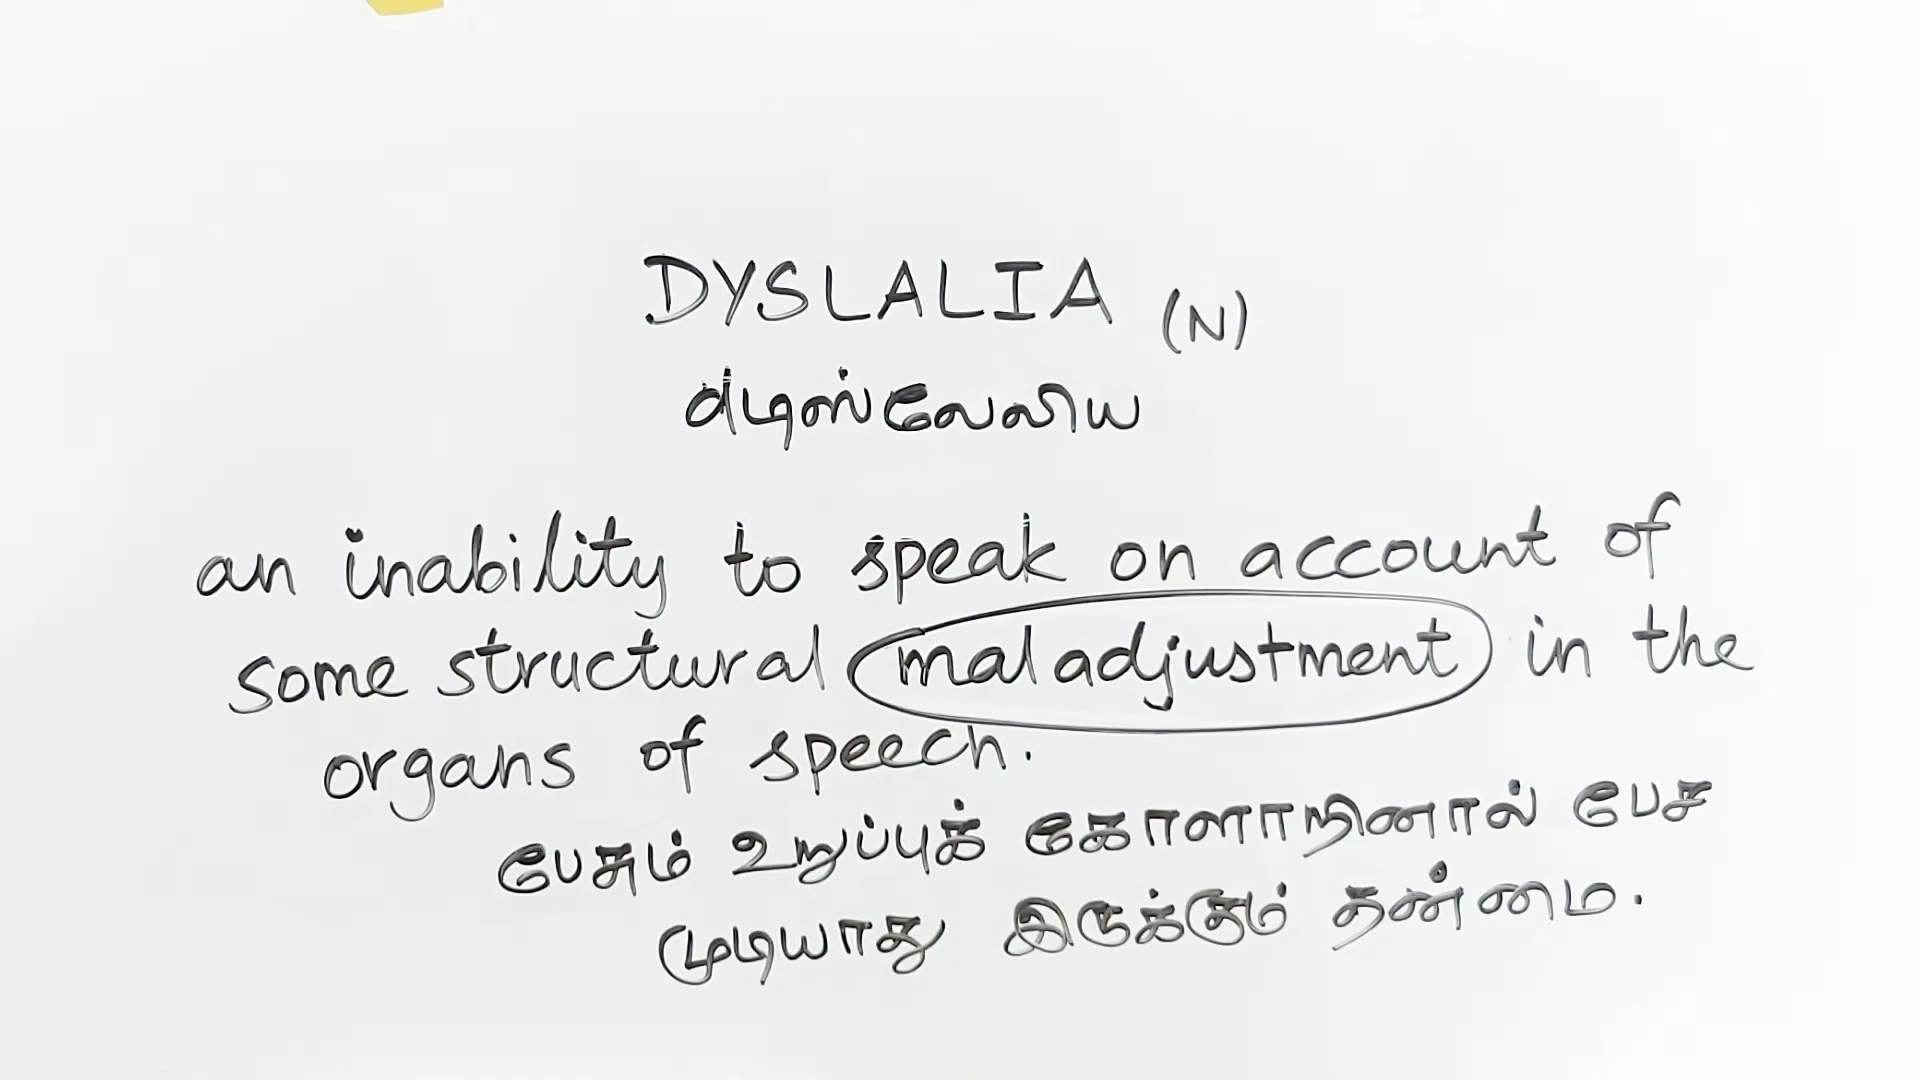 DYSLALIA (N)
dடிஸ்லேலிய
an inability to speak on account of
some structural maladjustment in the
organs of speech.
பேசும் உறுப்புக் கோளாறினால் பேச
முடியாது இருக்கும் தன்மை.